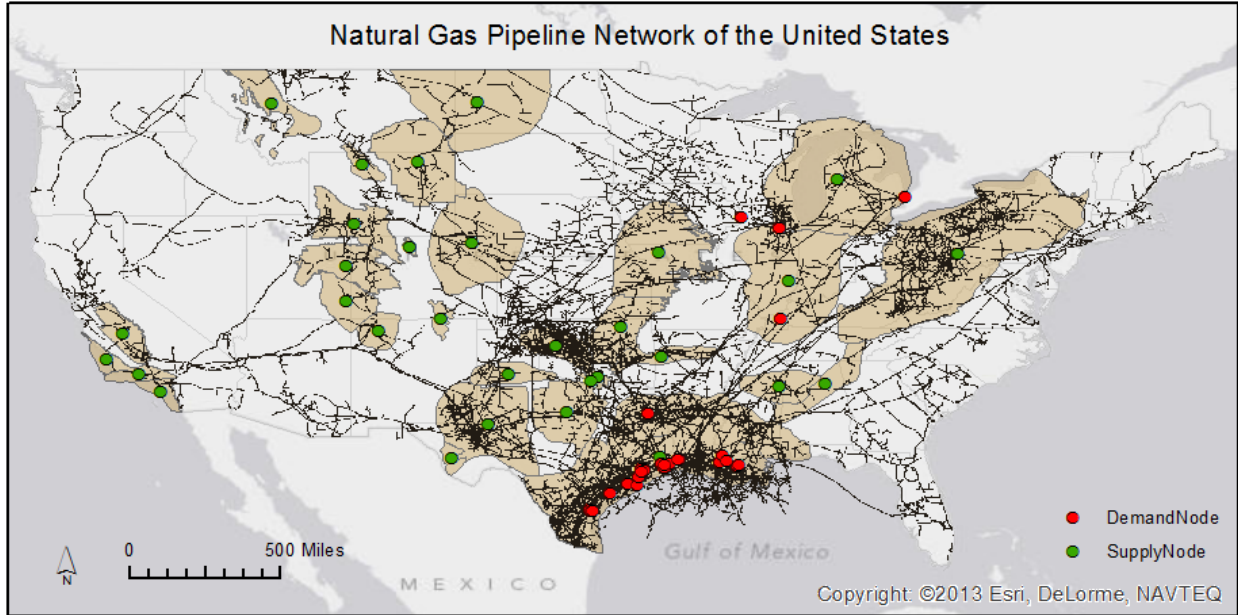 Natural Gas Pipeline Network of the United States
DemandNode
SupplyNode
0 500 Miles
N
Gulf of Mexico
MEXICO
Copyright: ©2013 Esri, DeLorme, NAVTEQ